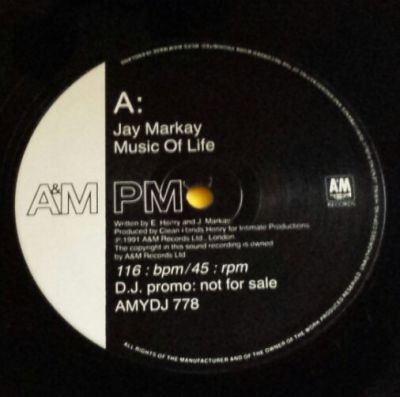 A:
Jay Markay
Music Of Life
A&M PM
A&M
RECORDS
Written by E. Henry and J. Markay
Produced by Clean Hands Henry for Intimate Productions.
℗ 1991 A&M Records Ltd., London.
The copyright in this sound recording is owned
by A&M Records Ltd
116 : bpm/45 : rpm
D.J. promo: not for sale
AMYDJ 778
ALL RIGHTS OF THE MANUFACTURER AND OF THE OWNER OF THE WORK PRODUCED RESERVED